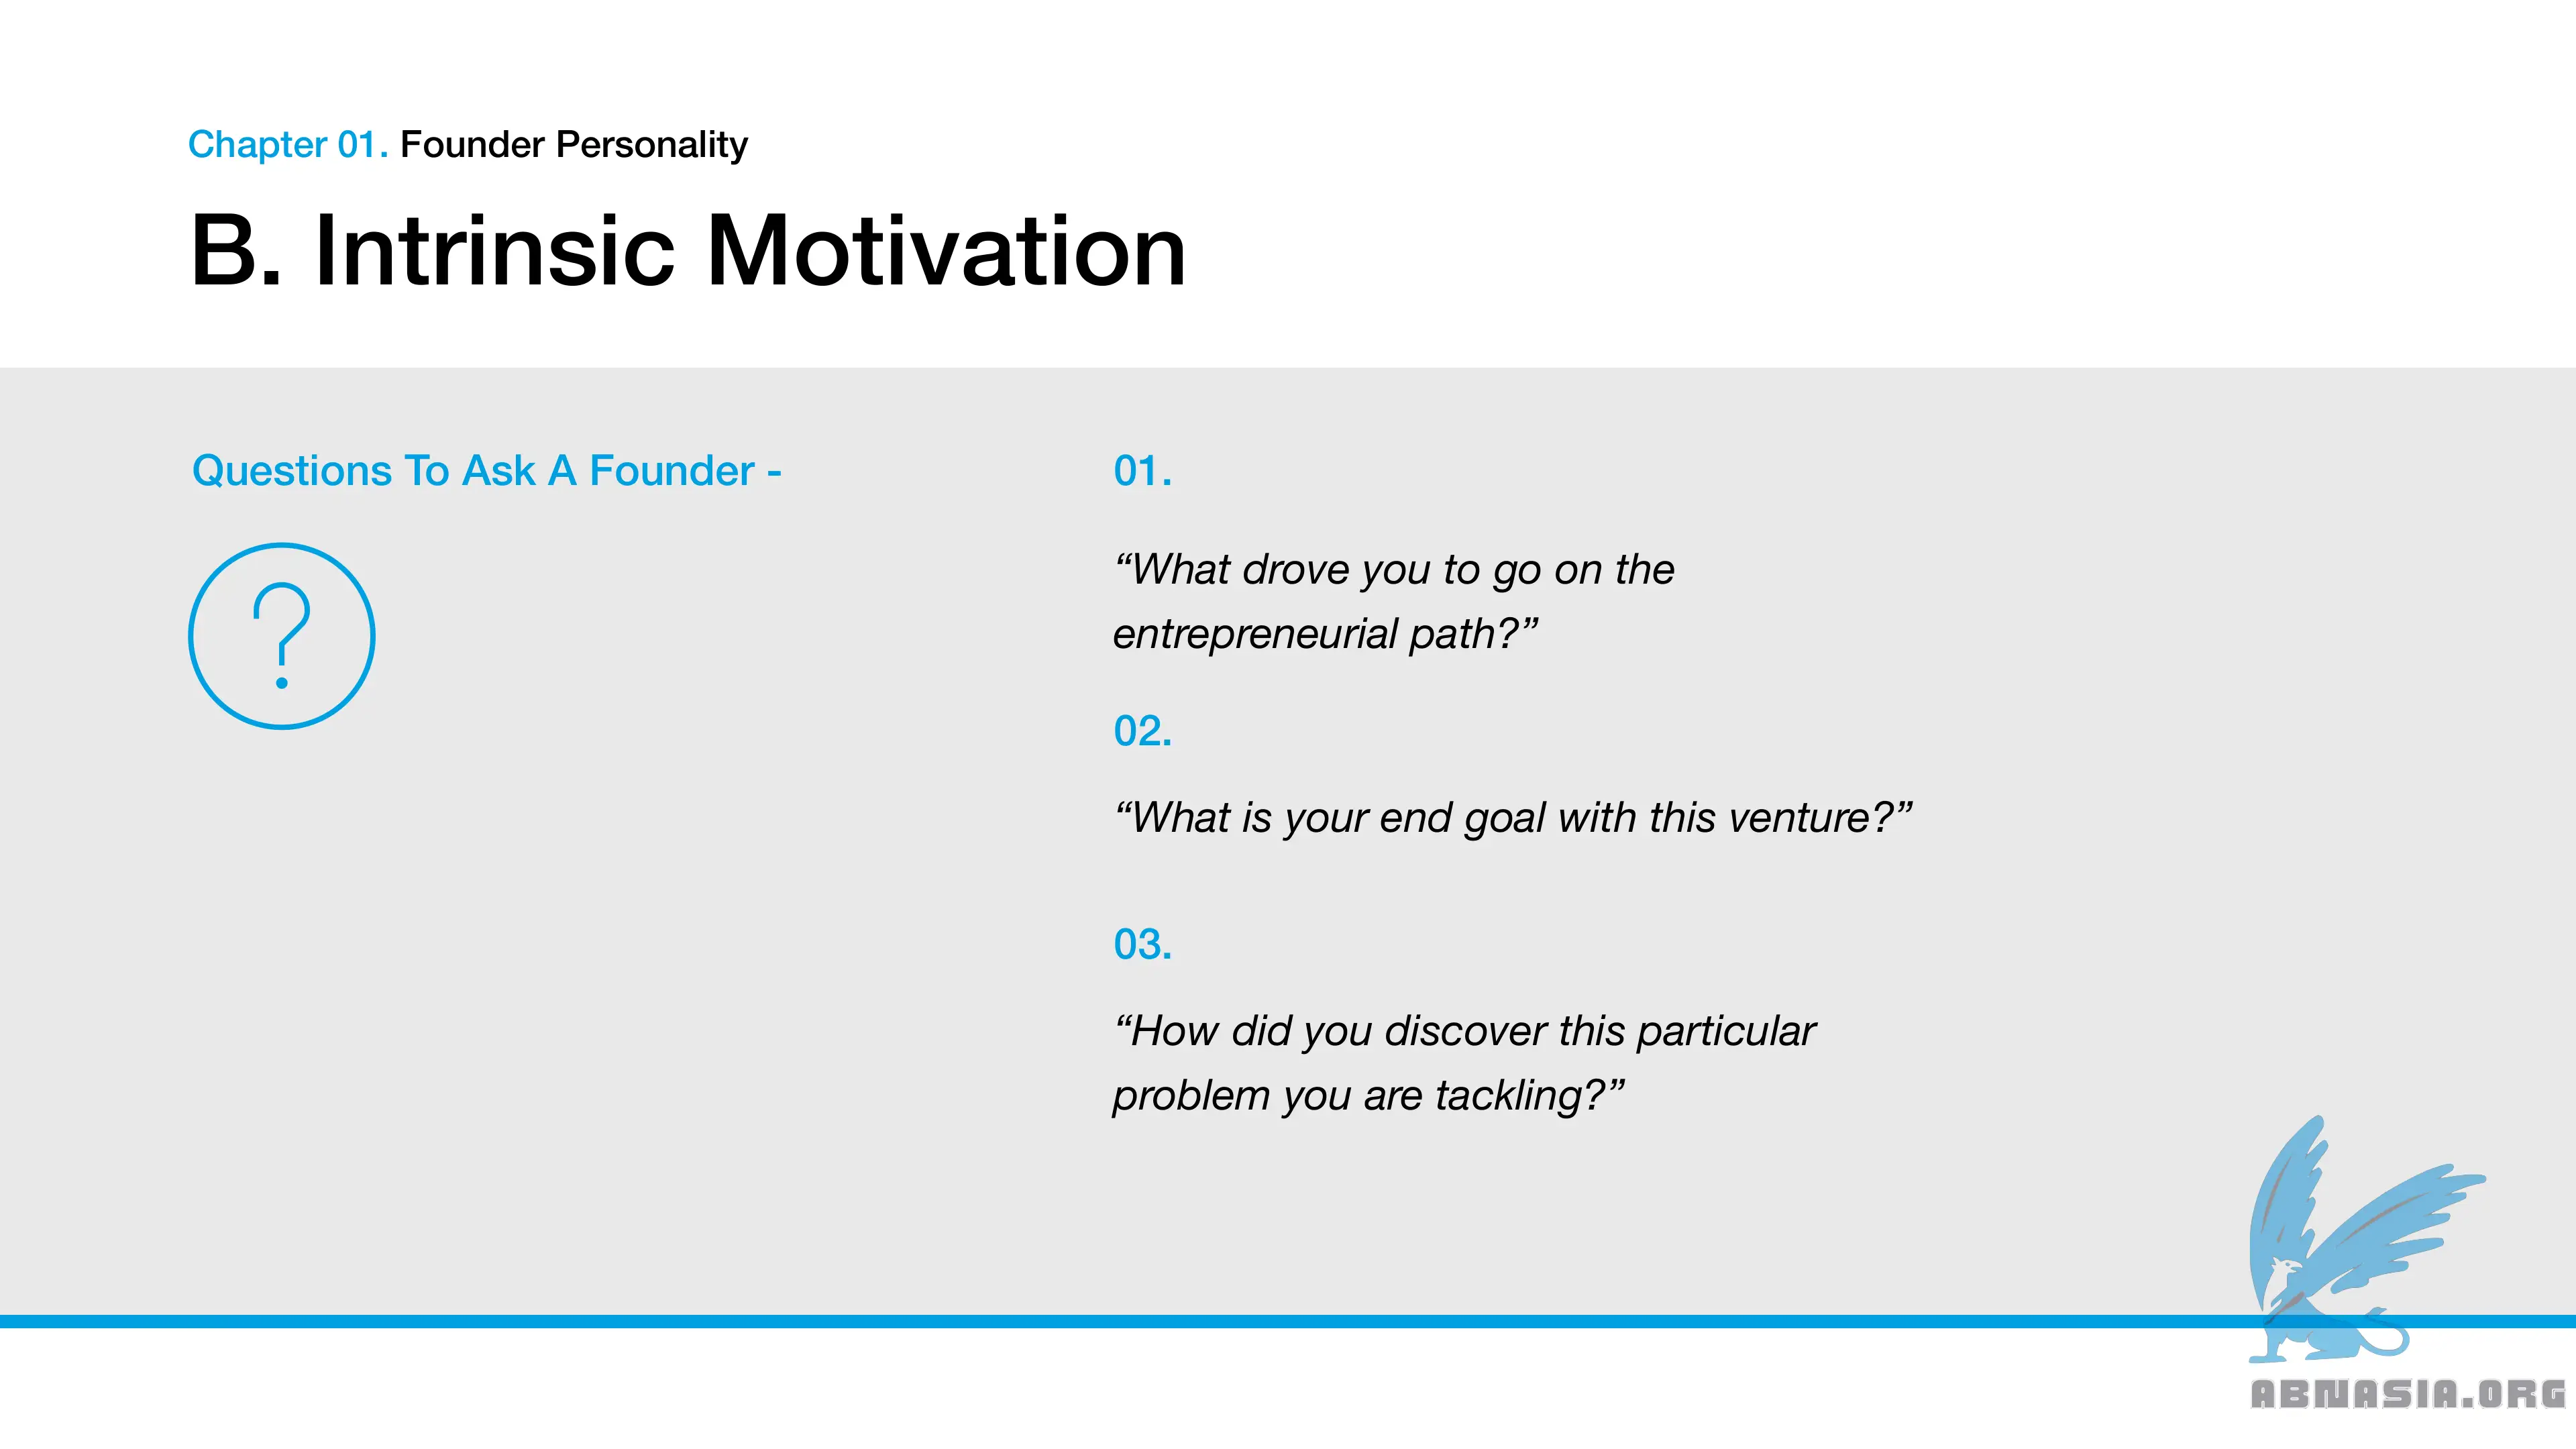 Chapter 01. Founder Personality
B. Intrinsic Motivation
Questions To Ask A Founder -
?
01.
“What drove you to go on the
entrepreneurial path?”
02.
“What is your end goal with this venture?”
03.
“How did you discover this particular
problem you are tackling?”
ABNASIA.ORG